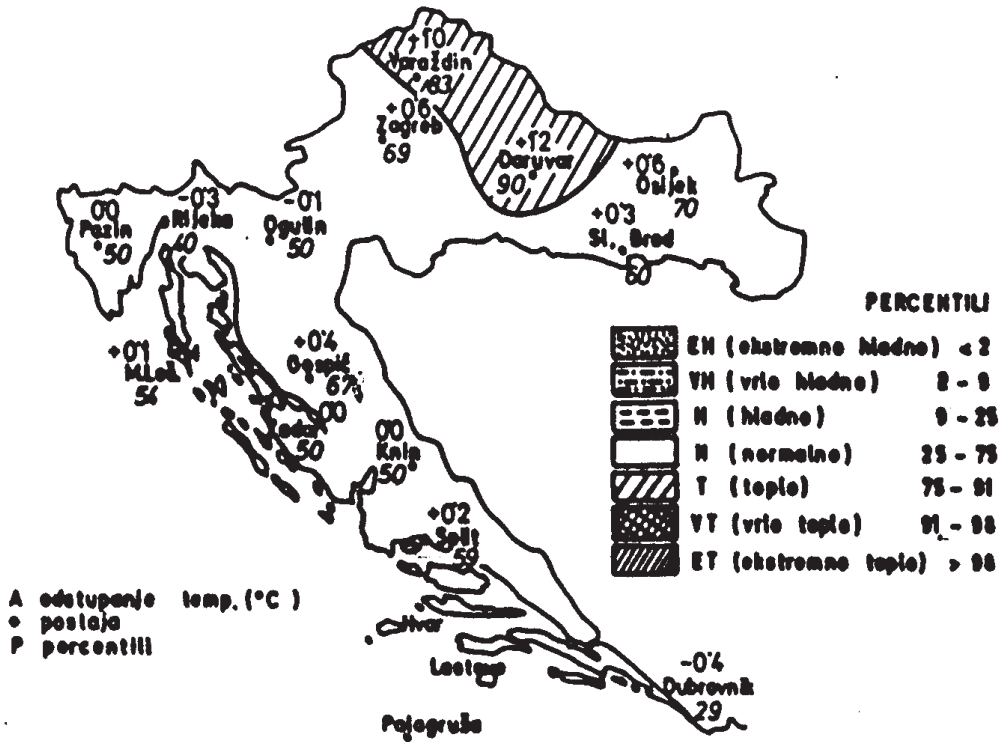 +1.0
Varaždin
83
+0.6
Zagreb
69
+1.2
Daruvar
90
+0.6
Osijek
70
+0.3
Sl. Brod
60
0.0
Pazin
50
-0.3
Rijeka
40
-0.1
Ogulin
50
+0.1
M.Loš.
54
+0.4
Gospić
67
0.0
Zadar
50
0.0
Knin
50
+0.2
Split
59
Hvar
Lastovo
Palagruža
-0.4
Dubrovnik
29
PERCENTILI
EH (ekstremno hladno) < 2
VH (vrlo hladno) 2 - 9
H (hladno) 9 - 25
N (normalno) 25 - 75
T (toplo) 75 - 91
VT (vrlo toplo) 91 - 98
ET (ekstremno toplo) > 98
A odstupanje temp. (°C)
• postaja
P percentili